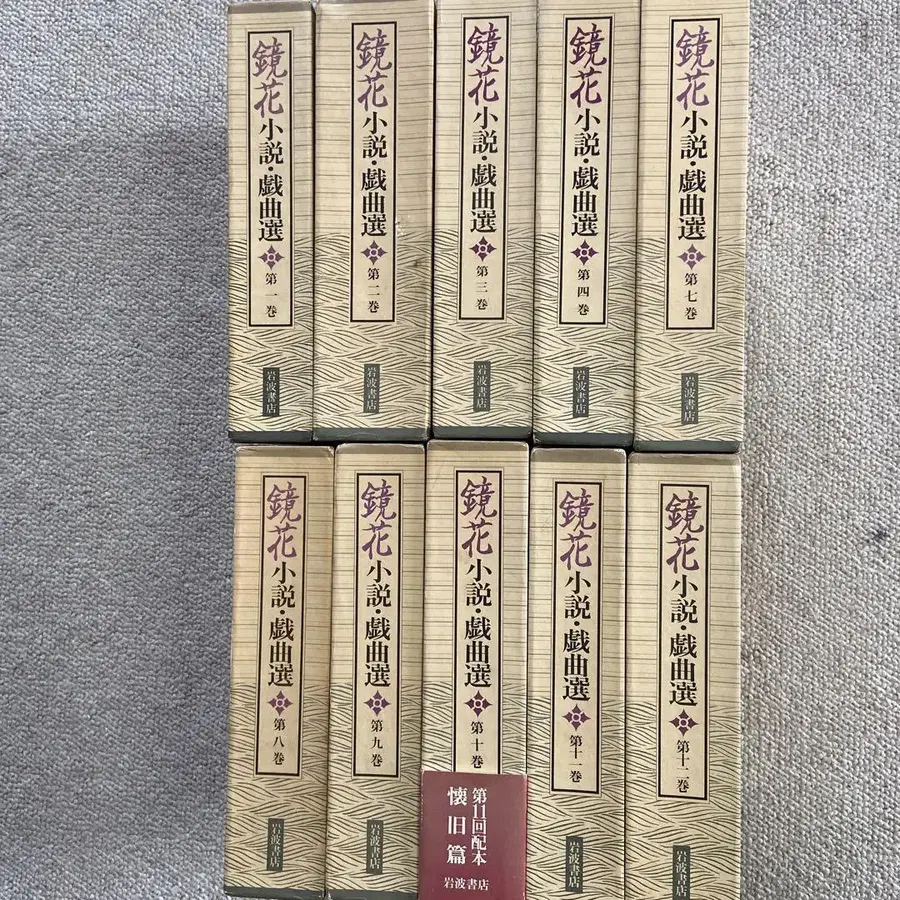 鏡花小説・戯曲選 第一巻
岩波書店
鏡花小説・戯曲選 第二巻
岩波書店
鏡花小説・戯曲選 第三巻
岩波書店
鏡花小説・戯曲選 第四巻
岩波書店
鏡花小説・戯曲選 第七巻
岩波書店
鏡花小説・戯曲選 第八巻
岩波書店
鏡花小説・戯曲選 第九巻
岩波書店
鏡花小説・戯曲選 第十巻
第11回配本
懐旧篇
岩波書店
鏡花小説・戯曲選 第十一巻
岩波書店
鏡花小説・戯曲選 第十二巻
岩波書店